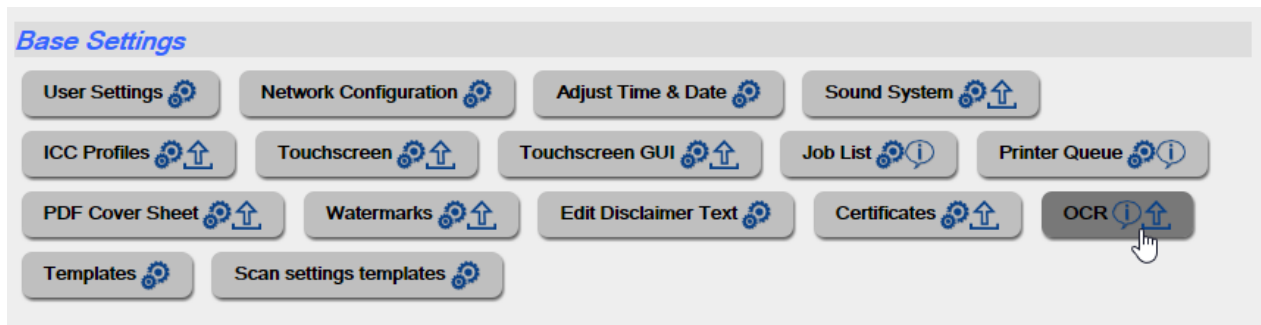 Base Settings
User Settings Network Configuration Adjust Time & Date Sound System
ICC Profiles Touchscreen Touchscreen GUI Job List Printer Queue
PDF Cover Sheet Watermarks Edit Disclaimer Text Certificates OCR
Templates Scan settings templates